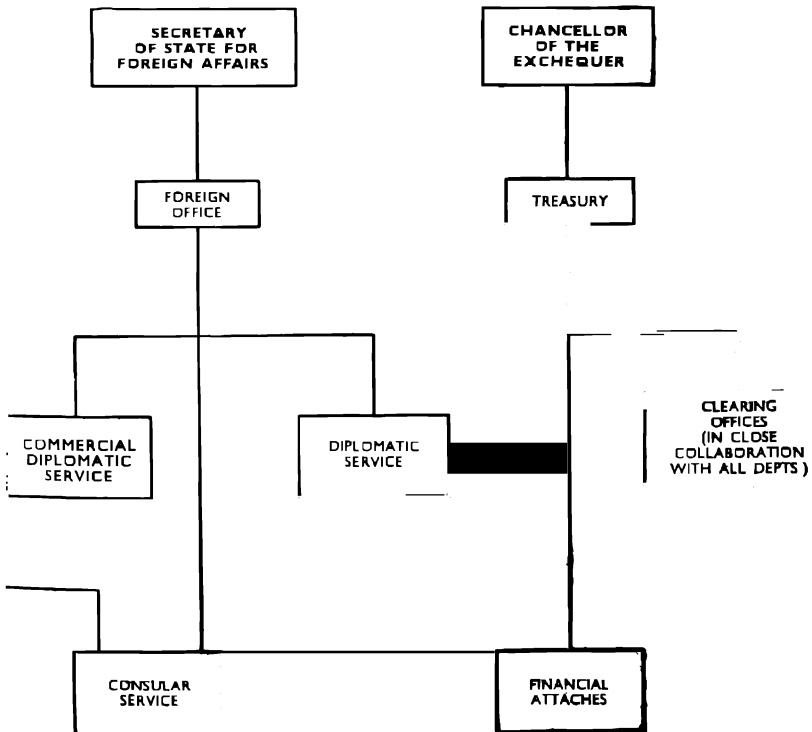 SECRETARY
OF STATE FOR
FOREIGN AFFAIRS
CHANCELLOR
OF THE
EXCHEQUER
FOREIGN
OFFICE
TREASURY
COMMERCIAL
DIPLOMATIC
SERVICE
DIPLOMATIC
SERVICE
CLEARING
OFFICES
(IN CLOSE
COLLABORATION
WITH ALL DEPTS)
CONSULAR
SERVICE
FINANCIAL
ATTACHES